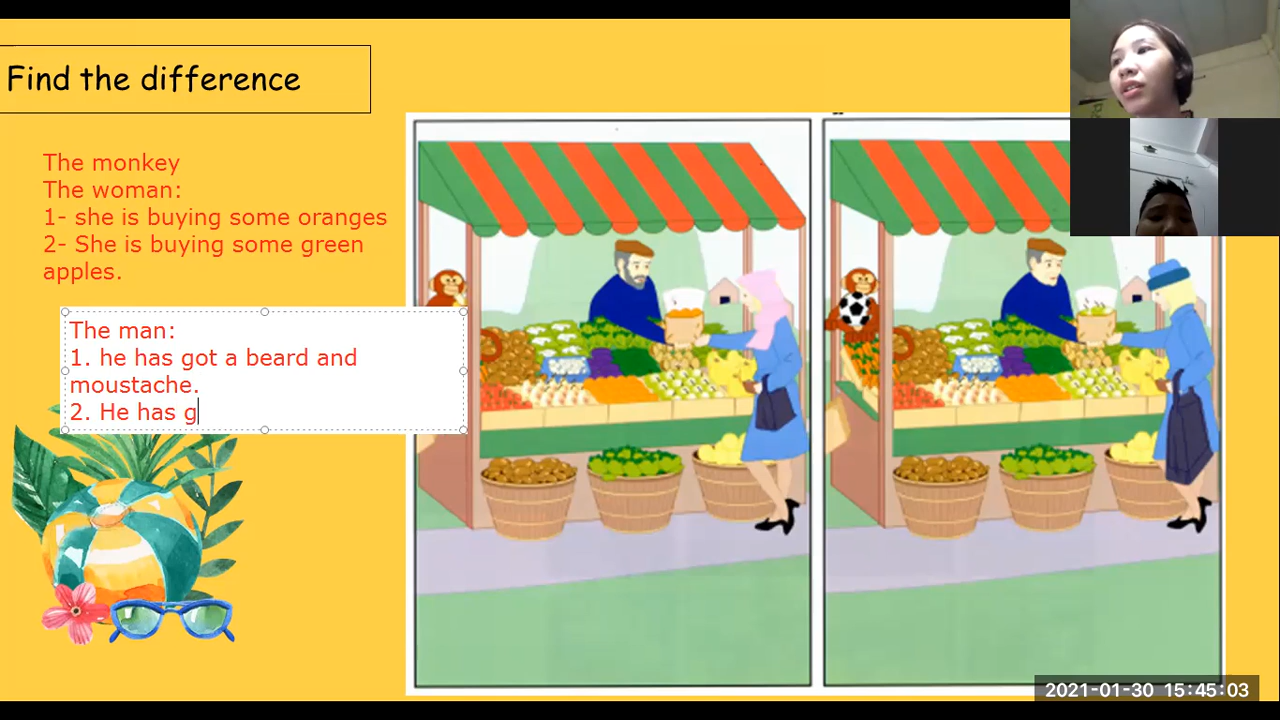 Find the difference
The monkey
The woman:
1- she is buying some oranges
2- She is buying some green
apples.
The man:
1. he has got a beard and
moustache.
2. He has g
2021-01-30 15:45:03